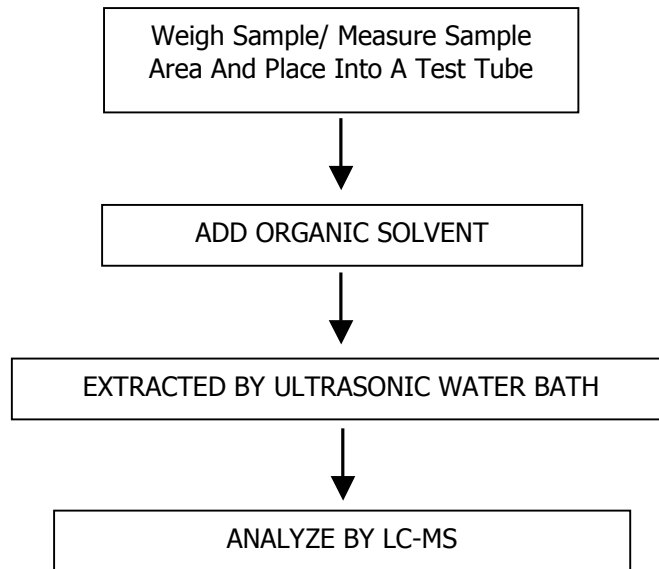 Weigh Sample/ Measure Sample
Area And Place Into A Test Tube
ADD ORGANIC SOLVENT
EXTRACTED BY ULTRASONIC WATER BATH
ANALYZE BY LC-MS